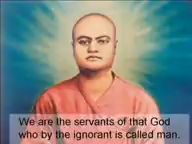 We are the servants of that God
who by the ignorant is called man.